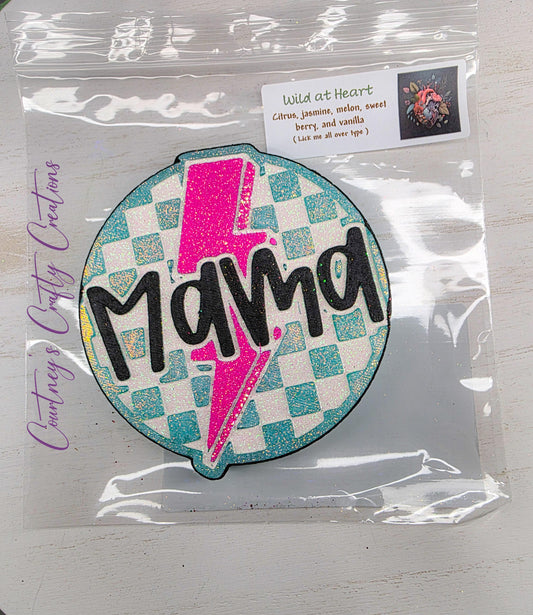 Wild at Heart
Citrus, jasmine, melon, sweet
berry, and vanilla
( Lick me all over type )
Mama
Courtney's Crafty Creations